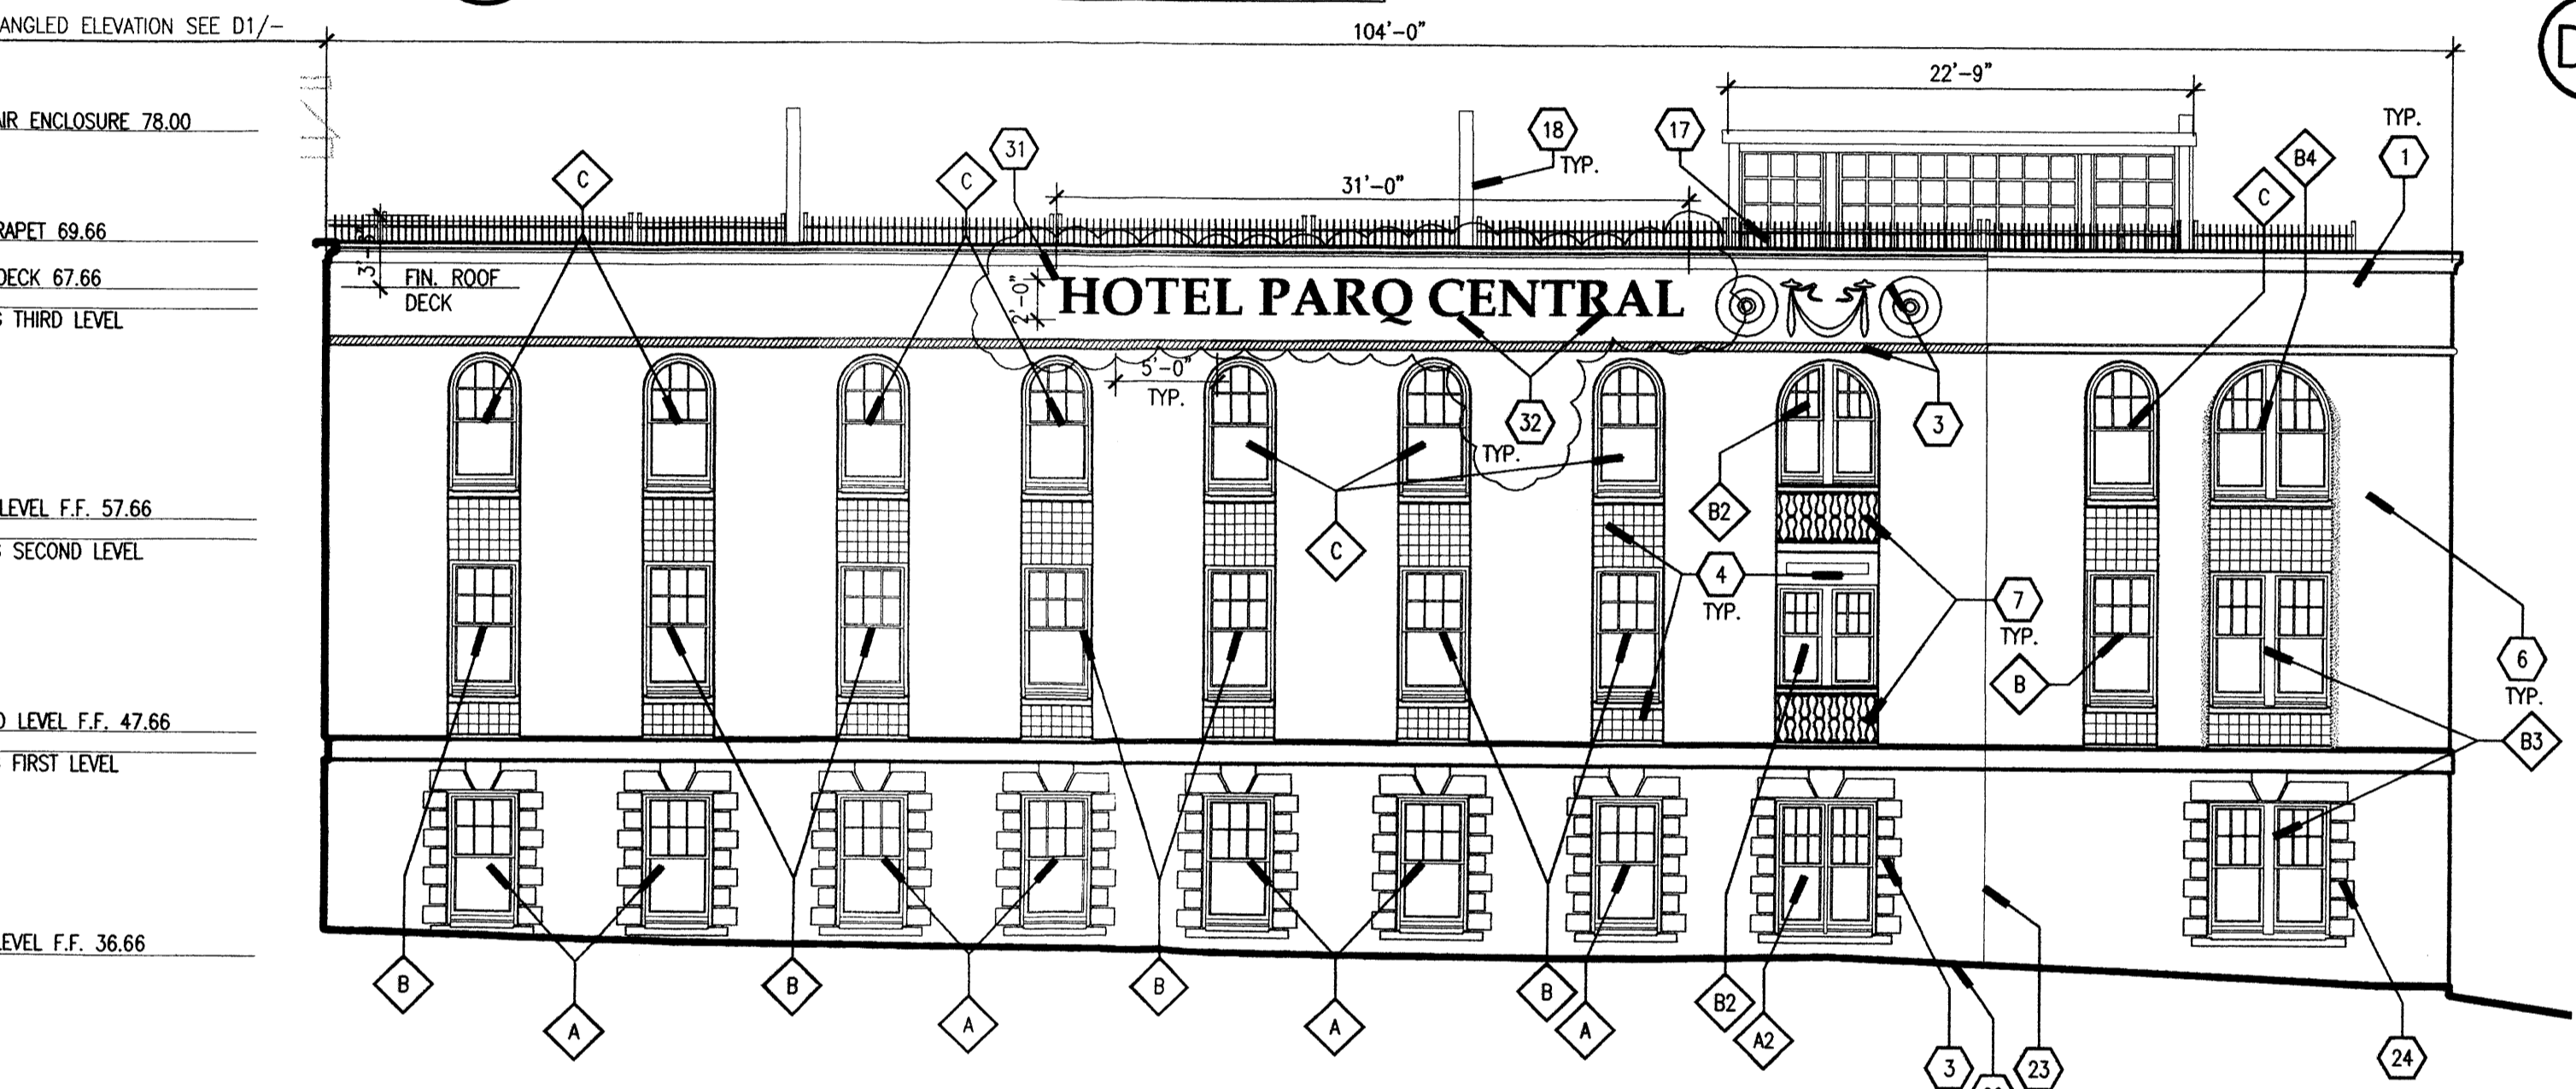 ANGLED ELEVATION SEE D1/-
104'-0"
D
22'-9"
AIR ENCLOSURE 78.00
TYP.
18
17
31
B4
1
TYP.
C
C
31'-0"
C
RAPET 69.66
3'-
DECK 67.66
FIN. ROOF
DECK
2'-0"
HOTEL PARQ CENTRAL
THIRD LEVEL
5'-0"
TYP.
32
TYP.
3
LEVEL F.F. 57.66
B2
SECOND LEVEL
C
4
TYP.
7
TYP.
B
6
TYP.
LEVEL F.F. 47.66
B3
FIRST LEVEL
LEVEL F.F. 36.66
B
B
B
B
B2
A
A
A
A
A2
3
23
24